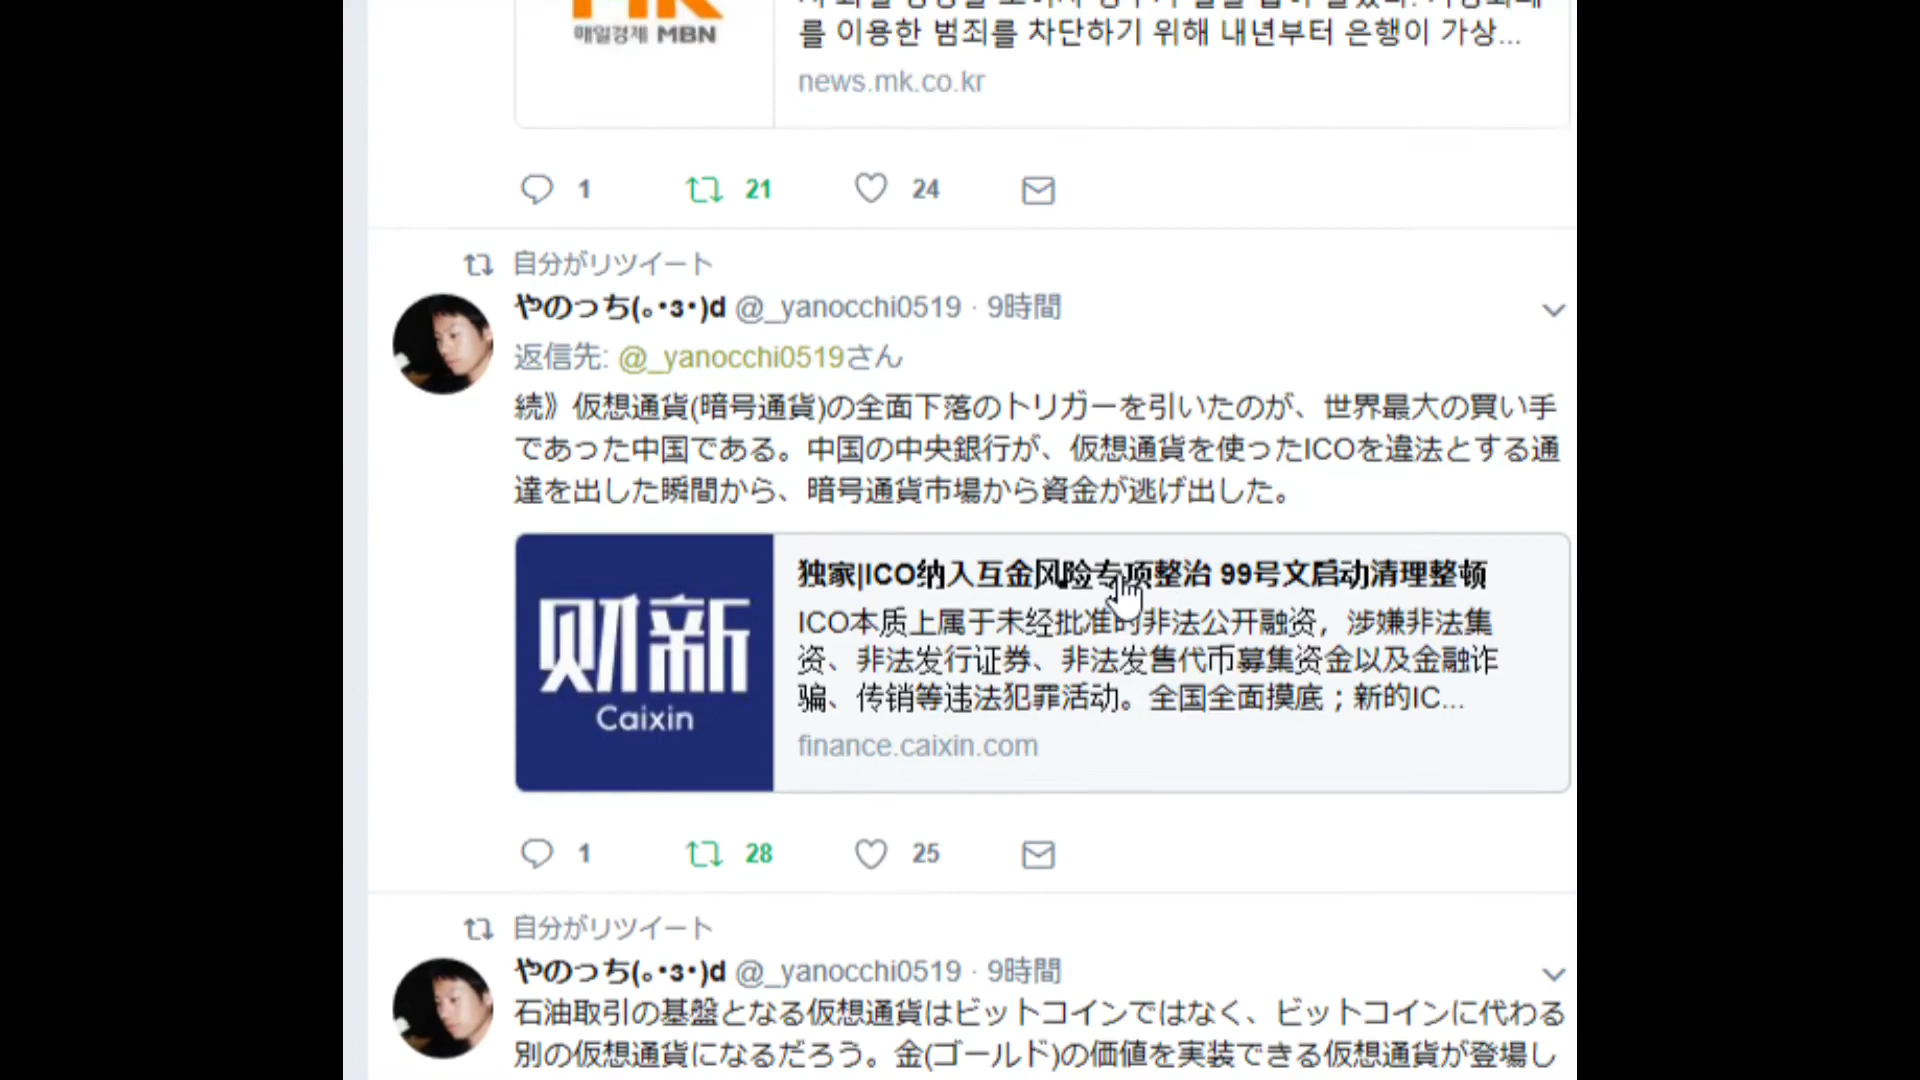 매일경제 MBN
를 이용한 범죄를 차단하기 위해 내년부터 은행이 가상...
news.mk.co.kr
1 21 24
自分がリツイート
やのっち(｡･з･)d @_yanocchi0519 · 9時間
返信先: @_yanocchi0519さん
続》仮想通貨(暗号通貨)の全面下落のトリガーを引いたのが、世界最大の買い手
であった中国である。中国の中央銀行が、仮想通貨を使ったICOを違法とする通
達を出した瞬間から、暗号通貨市場から資金が逃げ出した。
财新
Caixin
独家|ICO纳入互金风险专项整治 99号文启动清理整顿
ICO本质上属于未经批准的非法公开融资，涉嫌非法集
资、非法发行证券、非法发售代币募集资金以及金融诈
骗、传销等违法犯罪活动。全国全面摸底；新的IC...
finance.caixin.com
1 28 25
自分がリツイート
やのっち(｡･з･)d @_yanocchi0519 · 9時間
石油取引の基盤となる仮想通貨はビットコインではなく、ビットコインに代わる
別の仮想通貨になるだろう。金(ゴールド)の価値を実装できる仮想通貨が登場し